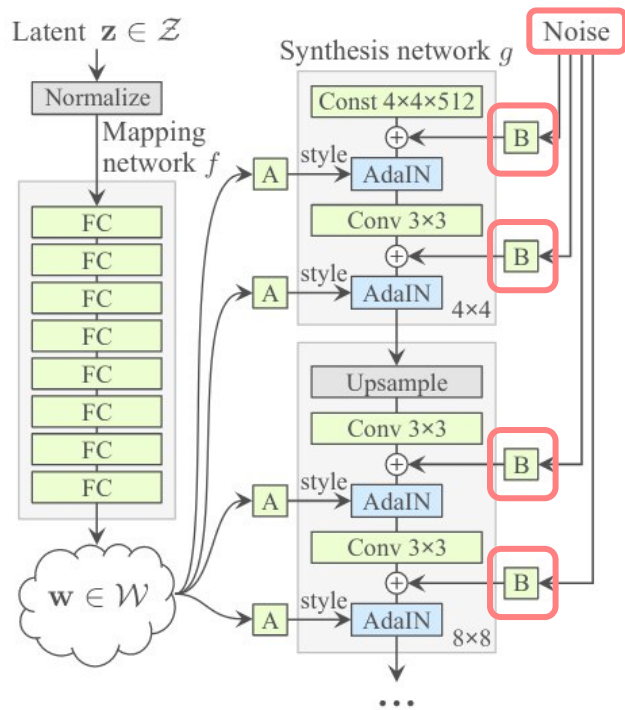 Latent z ∈ 𝒵
Normalize
Mapping
network f
FC
FC
FC
FC
FC
FC
FC
FC
w ∈ 𝒲
Synthesis network g
Noise
Const 4×4×512
B
A
style
AdaIN
Conv 3×3
B
A
style
AdaIN
4×4
Upsample
Conv 3×3
B
A
style
AdaIN
Conv 3×3
B
A
style
AdaIN
8×8
...